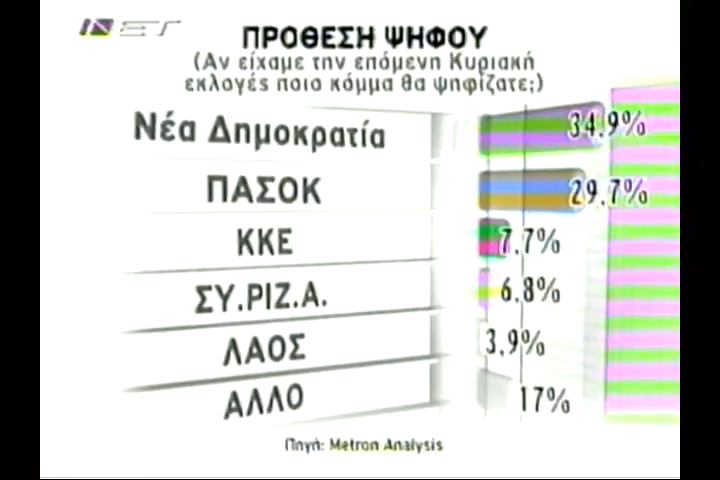 NET
ΠΡΟΘΕΣΗ ΨΗΦΟΥ
(Αν είχαμε την επόμενη Κυριακή
εκλογές ποιο κόμμα θα ψηφίζατε;)
Νέα Δημοκρατία 34.9%
ΠΑΣΟΚ 29.7%
ΚΚΕ 7.7%
ΣΥ.ΡΙΖ.Α. 6.8%
ΛΑΟΣ 3.9%
ΑΛΛΟ 17%
Πηγή: Metron Analysis